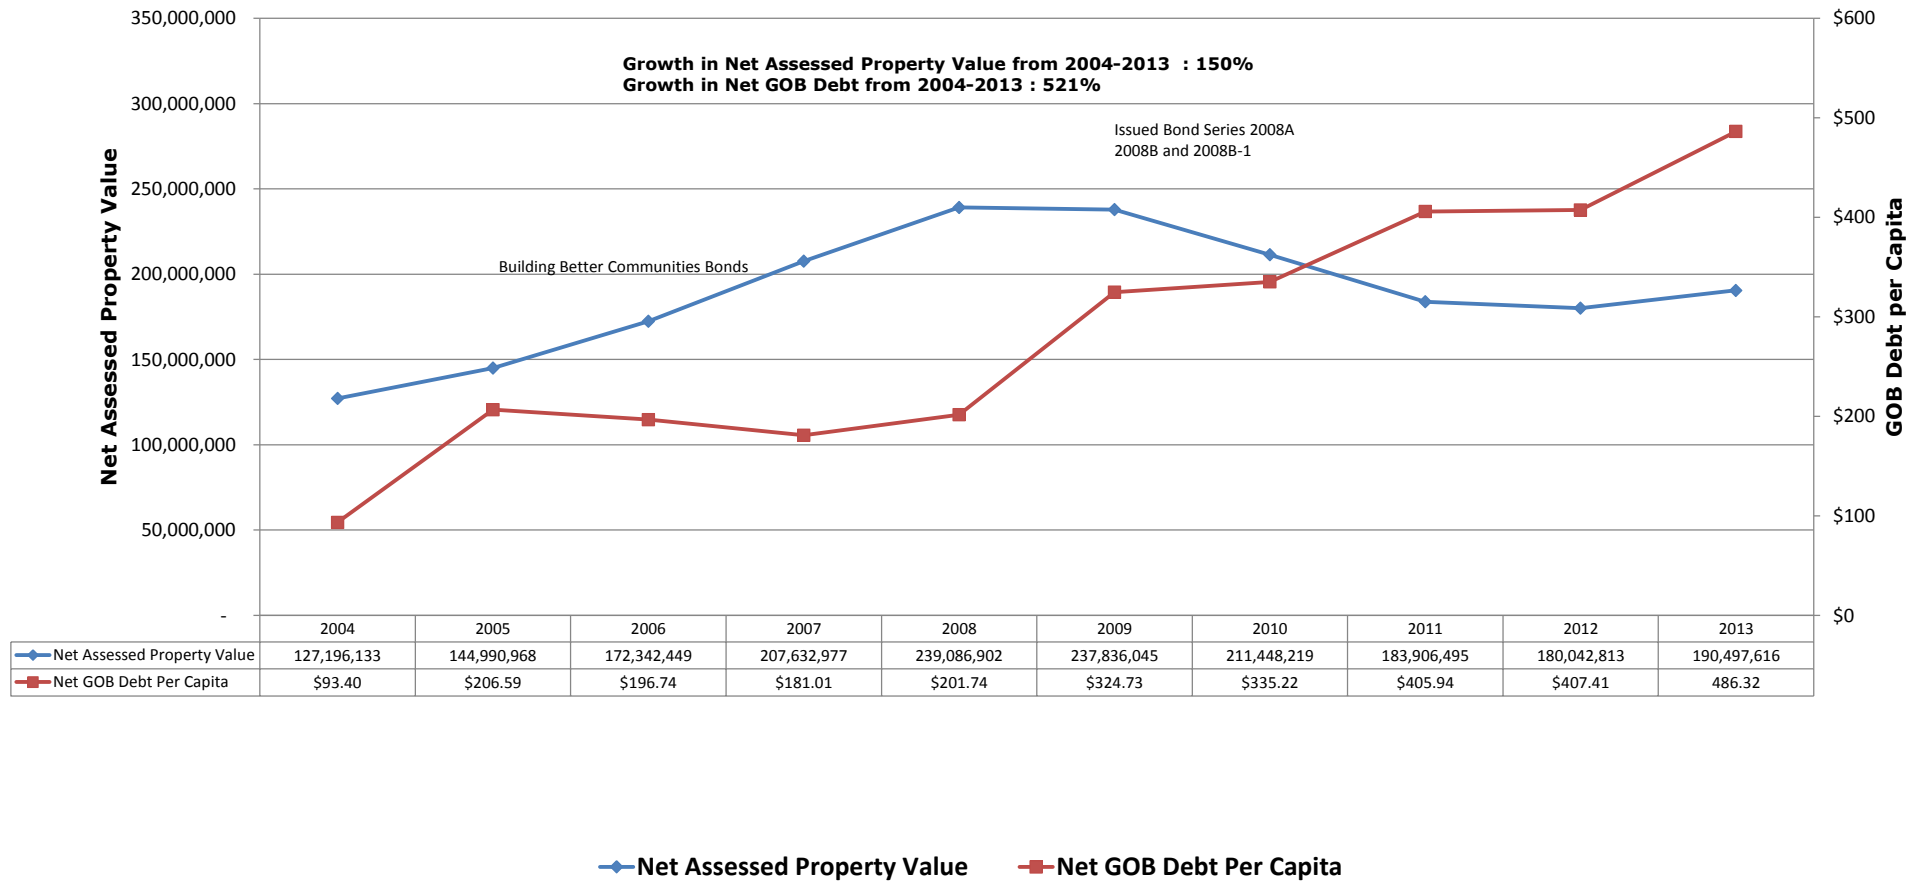 350,000,000
300,000,000
250,000,000
200,000,000
150,000,000
100,000,000
50,000,000
-
Net Assessed Property Value
Growth in Net Assessed Property Value from 2004-2013  : 150%
Growth in Net GOB Debt from 2004-2013 : 521%
Issued Bond Series 2008A
2008B and 2008B-1
Building Better Communities Bonds
$600
$500
$400
$300
$200
$100
$0
GOB Debt per Capita
2004 2005 2006 2007 2008 2009 2010 2011 2012 2013
Net Assessed Property Value 127,196,133 144,990,968 172,342,449 207,632,977 239,086,902 237,836,045 211,448,219 183,906,495 180,042,813 190,497,616
Net GOB Debt Per Capita $93.40 $206.59 $196.74 $181.01 $201.74 $324.73 $335.22 $405.94 $407.41 486.32
Net Assessed Property Value Net GOB Debt Per Capita